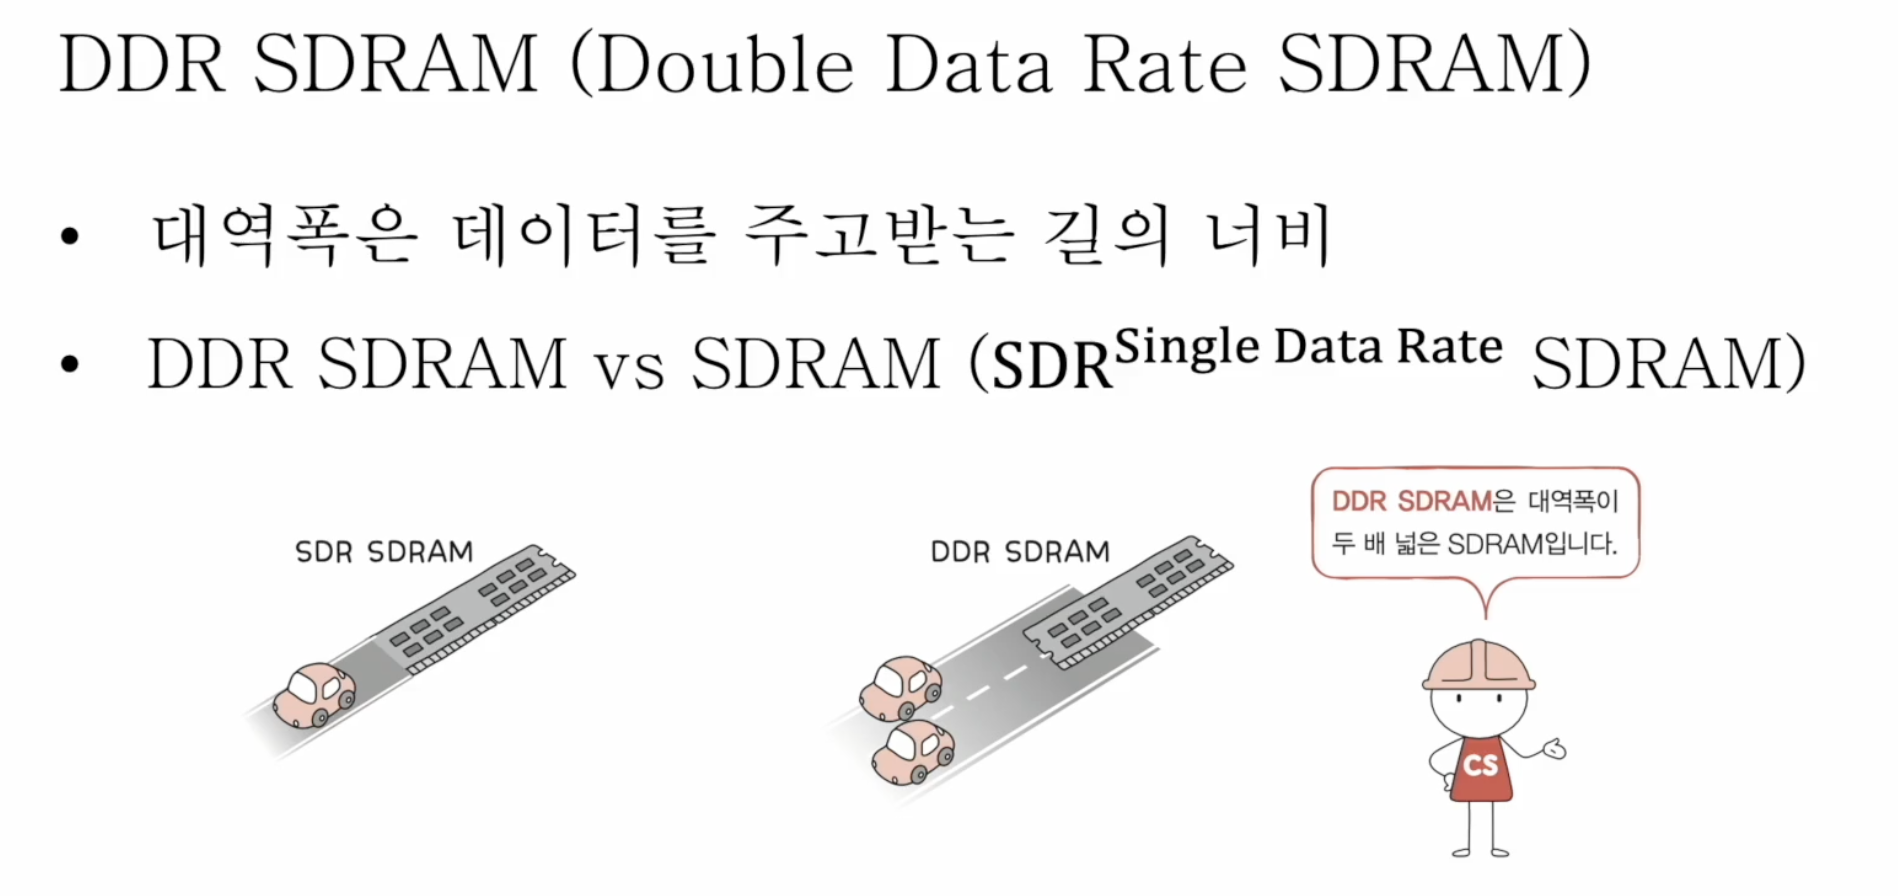 DDR SDRAM (Double Data Rate SDRAM)
• 대역폭은 데이터를 주고받는 길의 너비
• DDR SDRAM vs SDRAM (SDR Single Data Rate SDRAM)
SDR SDRAM
DDR SDRAM
DDR SDRAM은 대역폭이
두 배 넓은 SDRAM입니다.
CS